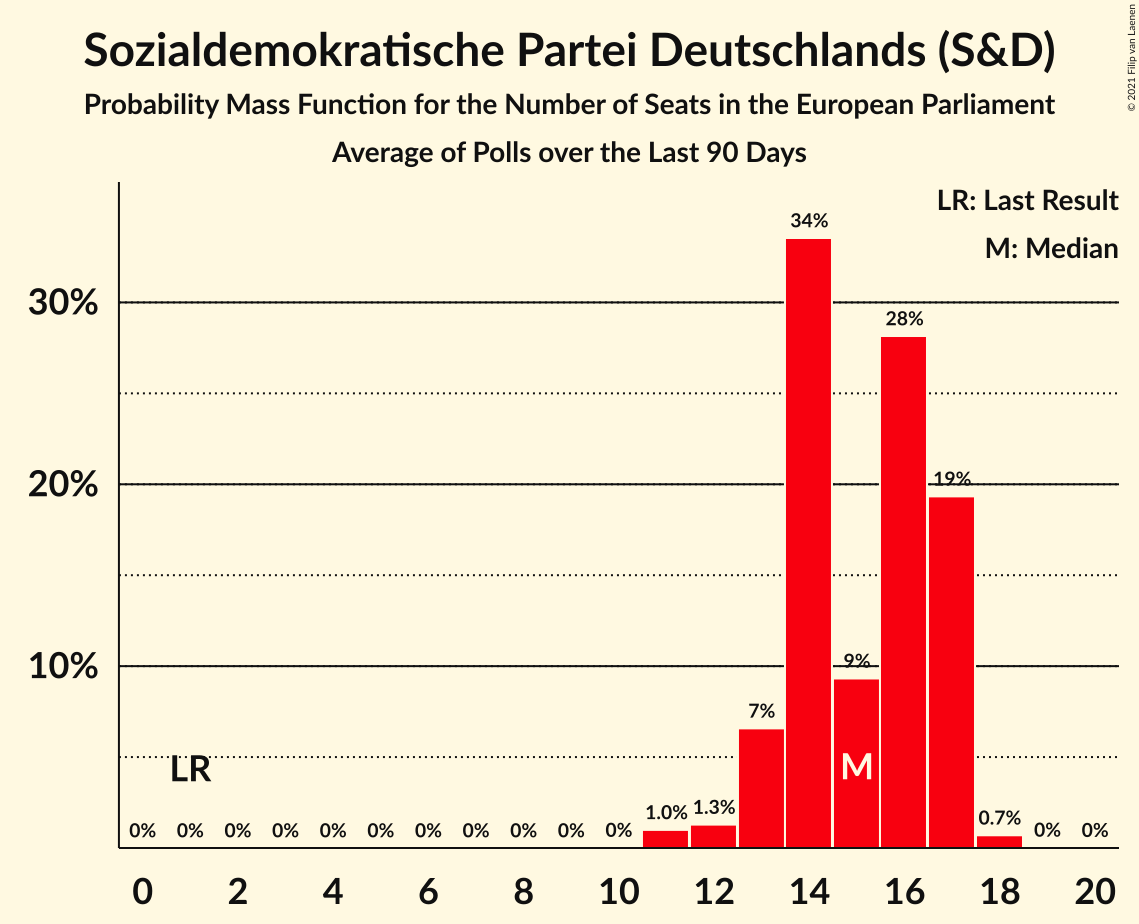 Sozialdemokratische Partei Deutschlands (S&D)
Probability Mass Function for the Number of Seats in the European Parliament
Average of Polls over the Last 90 Days
© 2021 Filip van Laenen
LR: Last Result
M: Median
34%
30%
28%
20%
19%
10%
9%
7%
LR
M
0% 0% 0% 0% 0% 0% 0% 0% 0% 0% 0% 1.0% 1.3% 0.7% 0% 0%
0 2 4 6 8 10 12 14 16 18 20